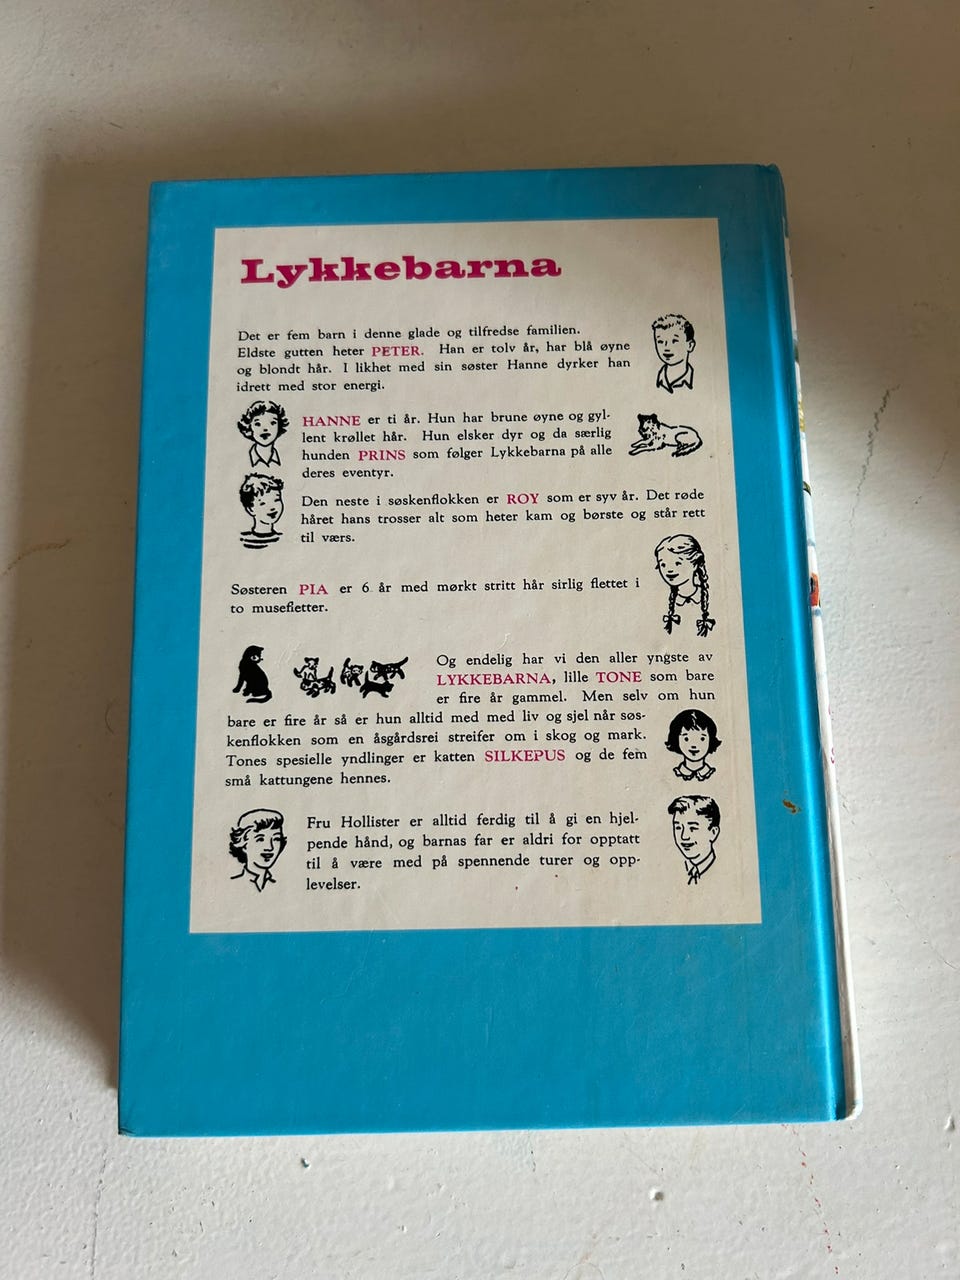 Lykkebarna
Det er fem barn i denne glade og tilfredse familien.
Eldste gutten heter PETER. Han er tolv år, har blå øyne
og blondt hår. I likhet med sin søster Hanne dyrker han
idrett med stor energi.
HANNE er ti år. Hun har brune øyne og gyl-
lent krøllet hår. Hun elsker dyr og da særlig
hunden PRINS som følger Lykkebarna på alle
deres eventyr.
Den neste i søskenflokken er ROY som er syv år. Det røde
håret hans trosser alt som heter kam og børste og står rett
til værs.
Søsteren PIA er 6 år med mørkt stritt hår sirlig flettet i
to musefletter.
Og endelig har vi den aller yngste av
LYKKEBARNA, lille TONE som bare
er fire år gammel. Men selv om hun
bare er fire år så er hun alltid med med liv og sjel når søs-
kenflokken som en åsgårdsrei streifer om i skog og mark.
Tones spesielle yndlinger er katten SILKEPUS og de fem
små kattungene hennes.
Fru Hollister er alltid ferdig til å gi en hjel-
pende hånd, og barnas far er aldri for opptatt
til å være med på spennende turer og opp-
levelser.